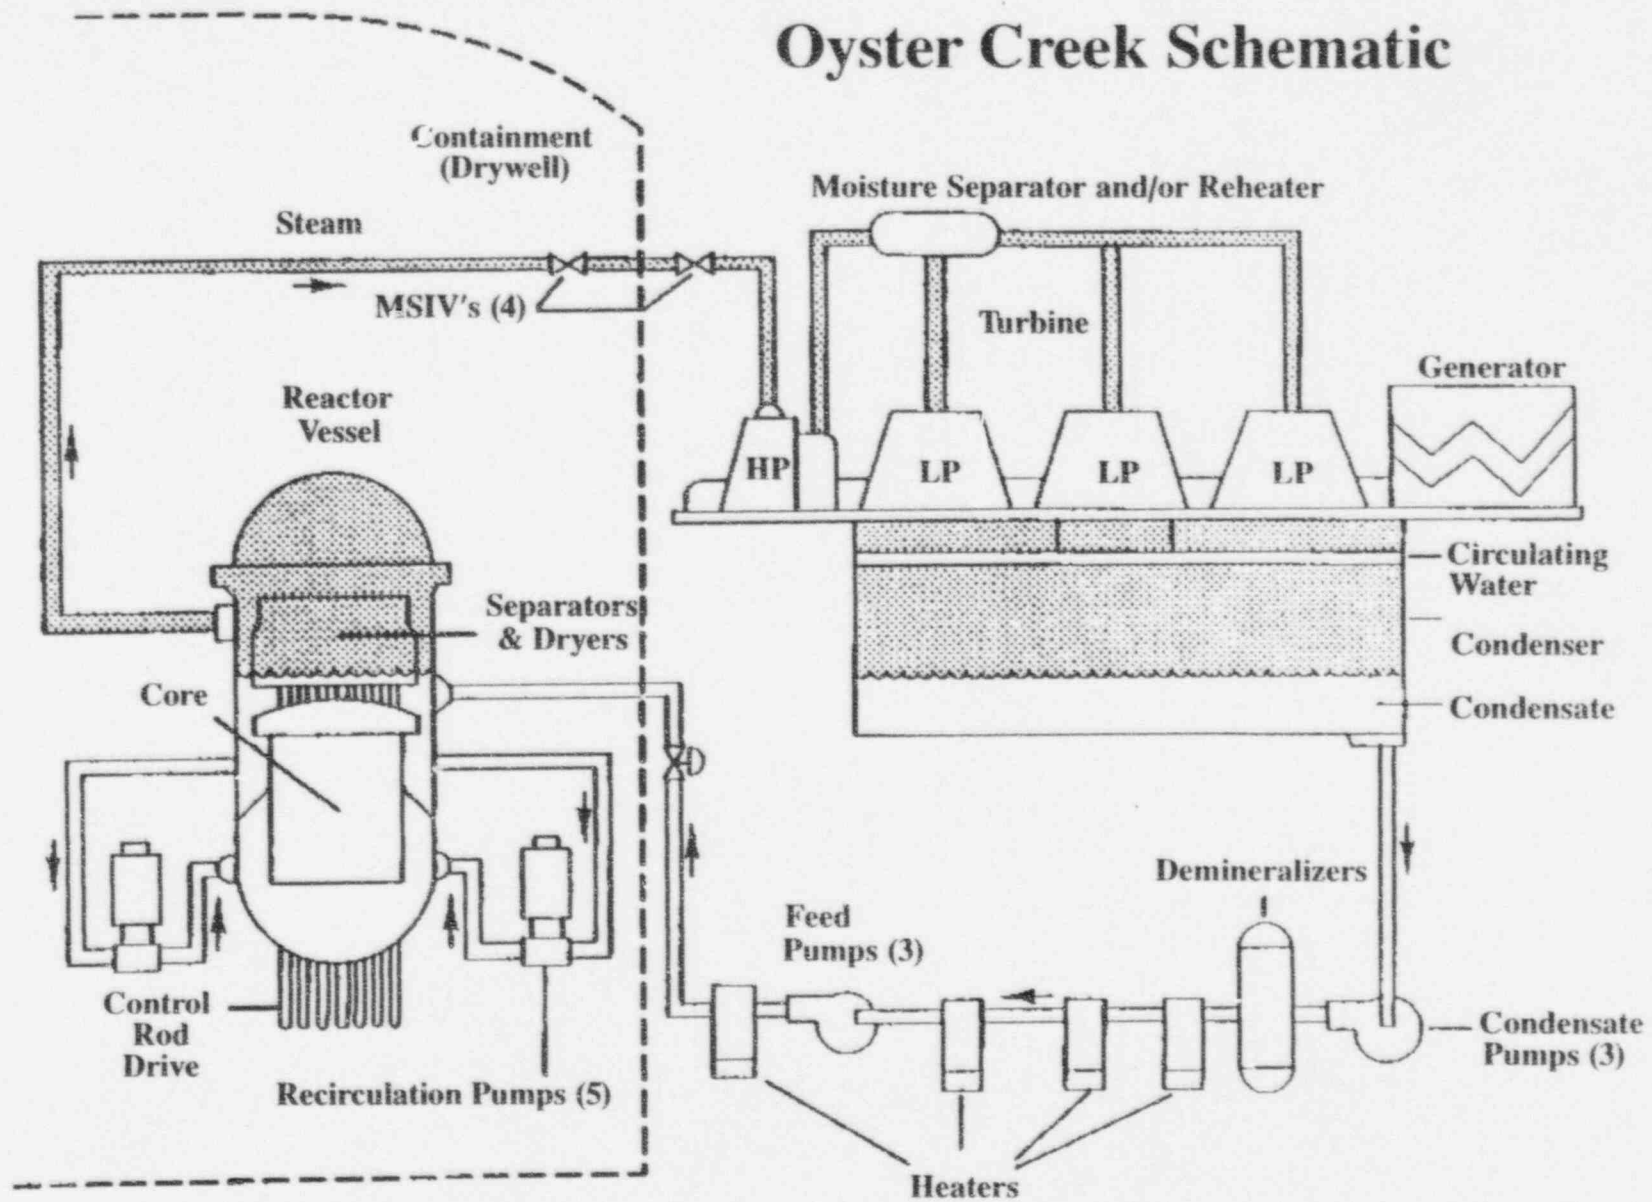 Oyster Creek Schematic
Containment
(Drywell)
Moisture Separator and/or Reheater
Steam
MSIV's (4)
Turbine
Generator
Reactor
Vessel
HP
LP
LP
LP
Circulating
Water
Separators
& Dryers
Condenser
Core
Condensate
Demineralizers
Feed
Pumps (3)
Control
Rod
Drive
Condensate
Pumps (3)
Recirculation Pumps (5)
Heaters